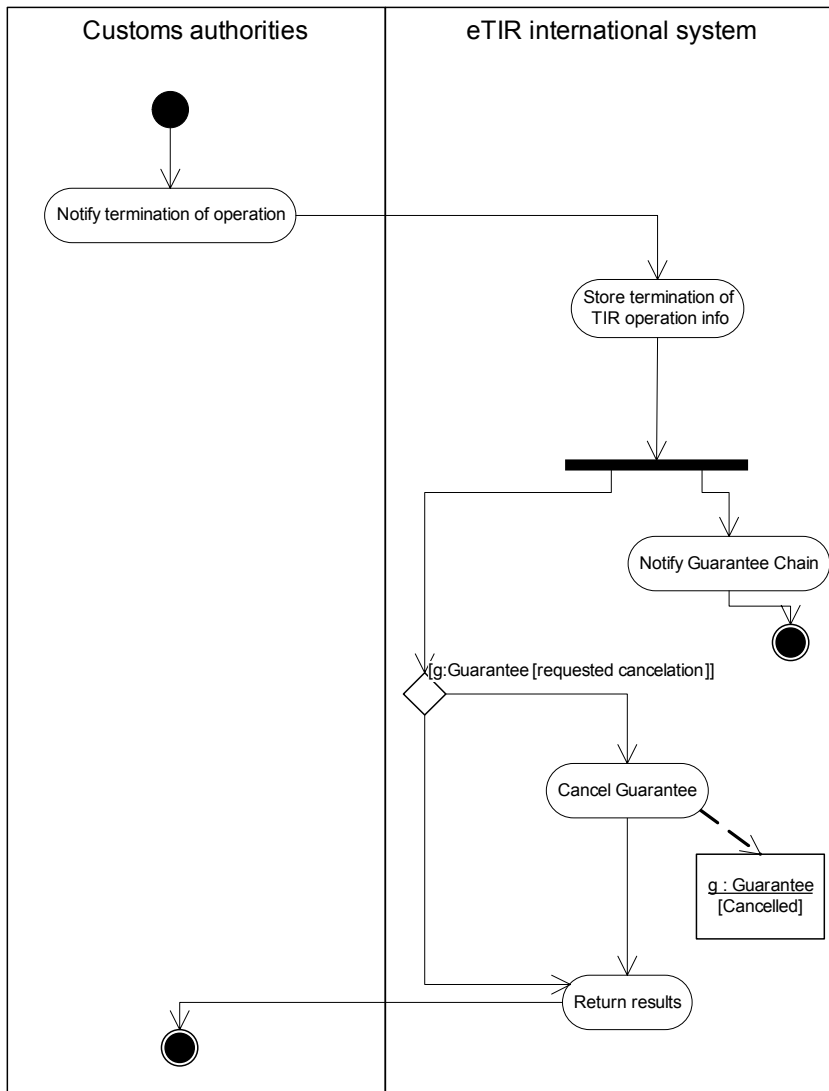 Customs authorities
eTIR international system
Notify termination of operation
Store termination of
TIR operation info
Notify Guarantee Chain
[g:Guarantee [requested cancelation]]
Cancel Guarantee
g : Guarantee
[Cancelled]
Return results